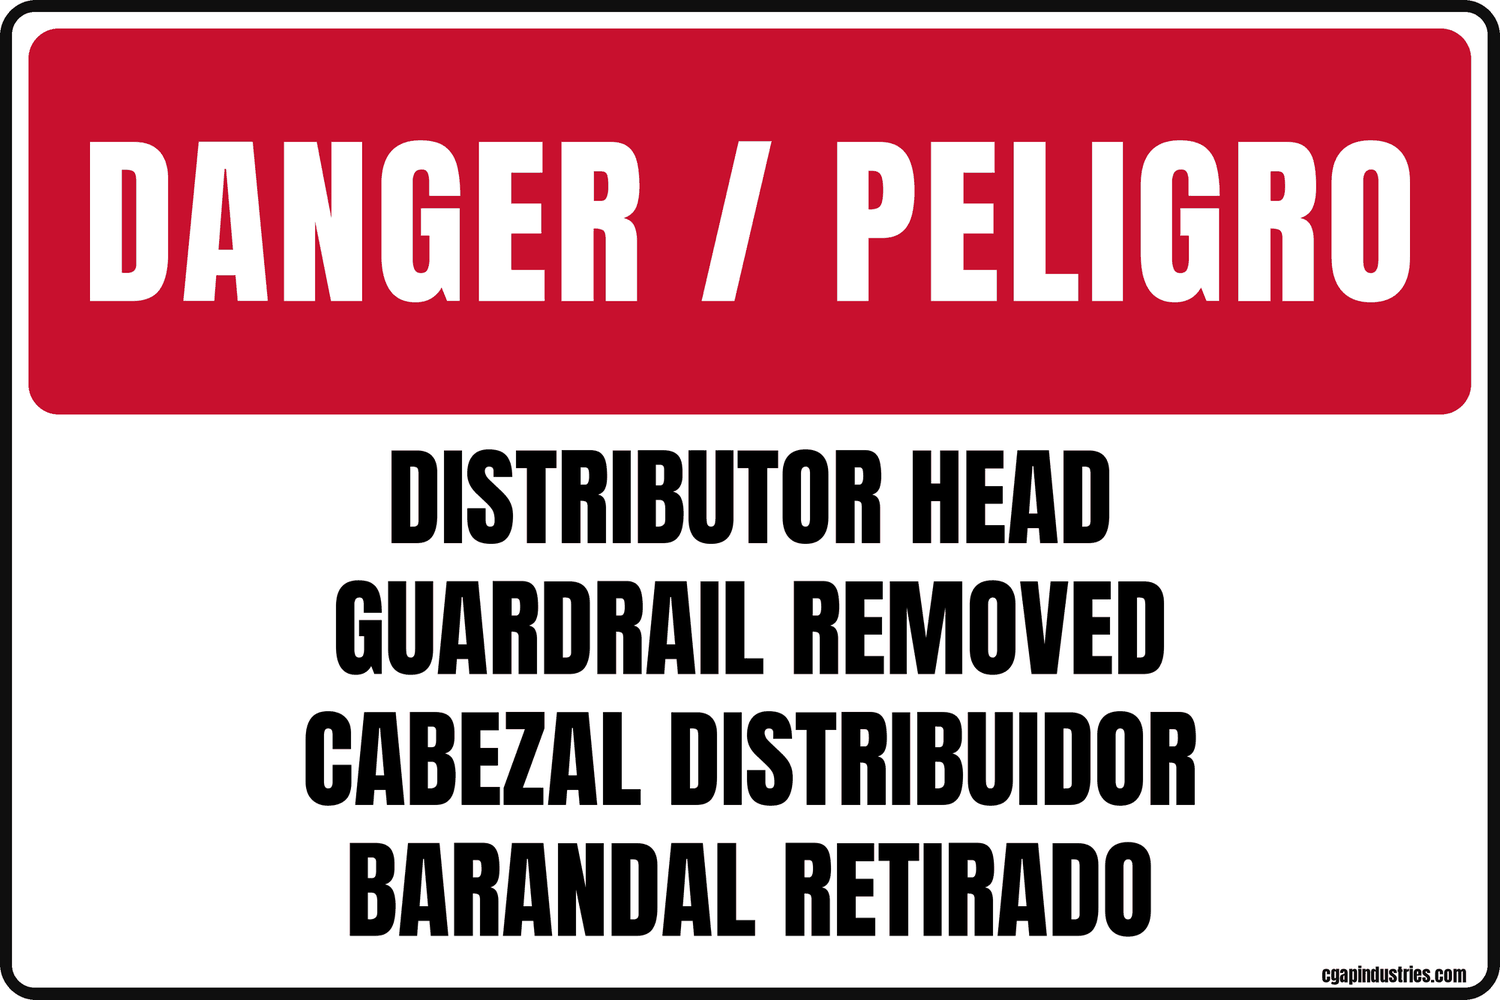 DANGER / PELIGRO
DISTRIBUTOR HEAD
GUARDRAIL REMOVED
CABEZAL DISTRIBUIDOR
BARANDAL RETIRADO
cgapindustries.com